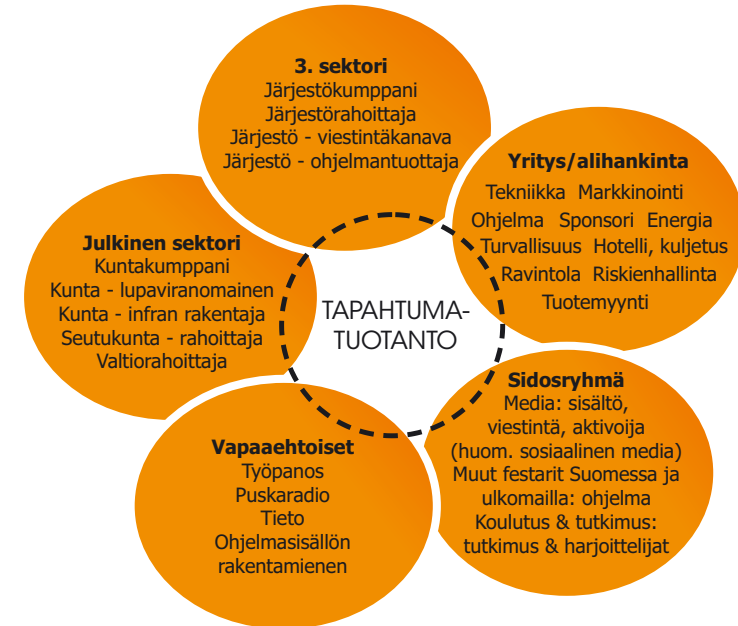 3. sektori
Järjestökumppani
Järjestörahoittaja
Järjestö - viestintäkanava
Järjestö - ohjelmantuottaja
Yritys/alihankinta
Tekniikka Markkinointi
Ohjelma Sponsori Energia
Turvallisuus Hotelli, kuljetus
Ravintola Riskienhallinta
Tuotemyynti
Julkinen sektori
Kuntakumppani
Kunta - lupaviranomainen
Kunta - infran rakentaja
Seutukunta - rahoittaja
Valtiorahoittaja
TAPAHTUMA-
TUOTANTO
Sidosryhmä
Media: sisältö,
viestintä, aktivoija
(huom. sosiaalinen media)
Muut festarit Suomessa ja
ulkomailla: ohjelma
Koulutus & tutkimus:
tutkimus & harjoittelijat
Vapaaehtoiset
Työpanos
Puskaradio
Tieto
Ohjelmasisällön
rakentamienen